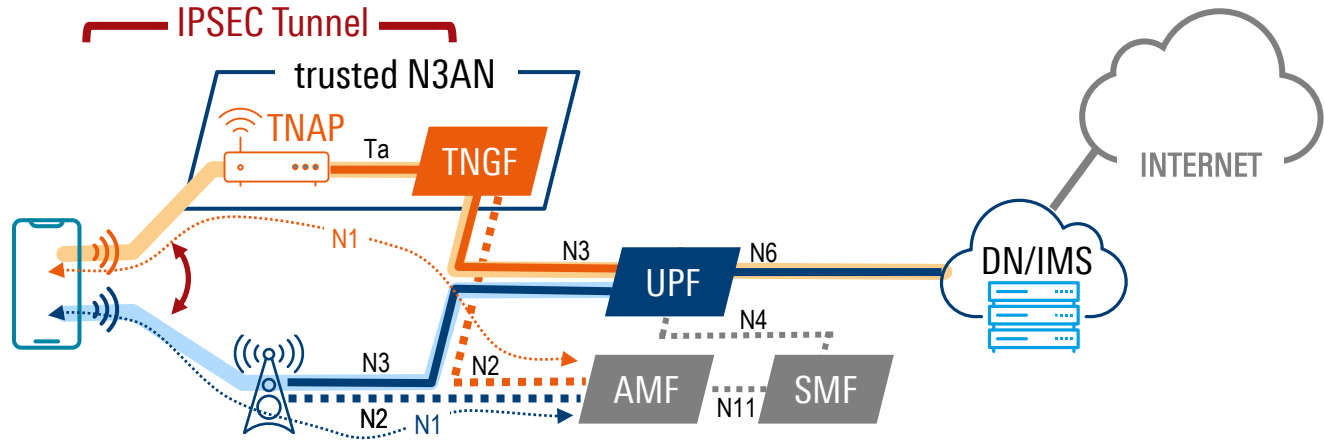 IPSEC Tunnel
trusted N3AN
TNAP
Ta
TNGF
INTERNET
N1
N3
UPF
N6
DN/IMS
N4
N3
N2
AMF
N11
SMF
N2
N1